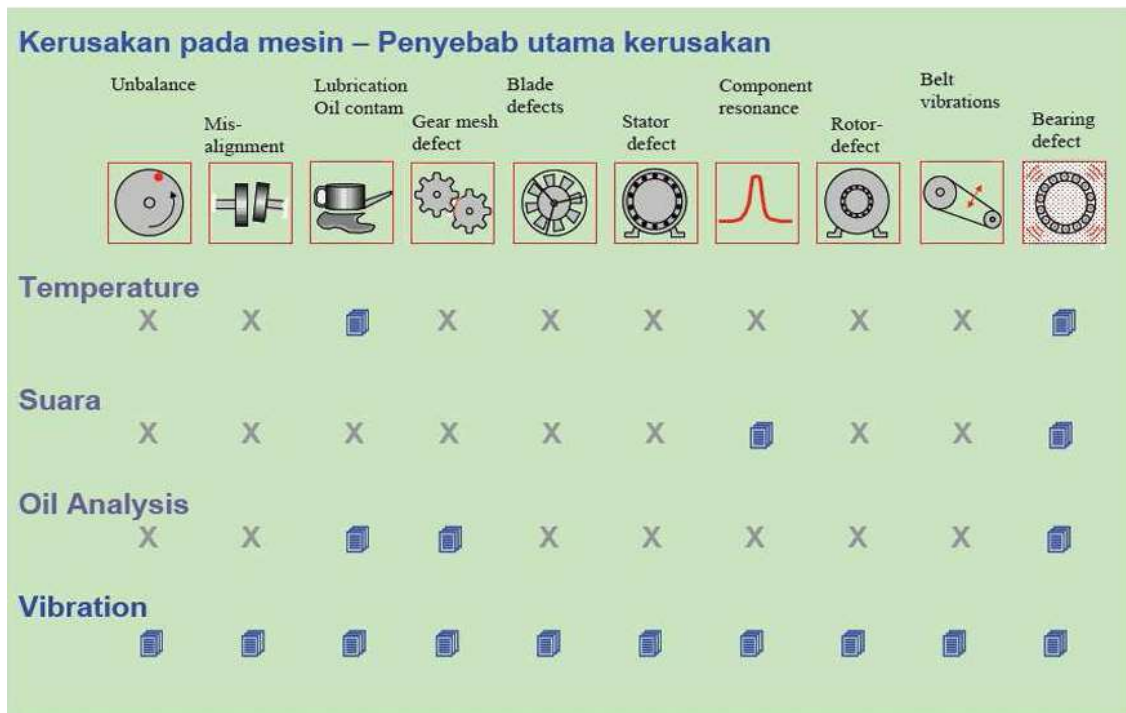 Kerusakan pada mesin – Penyebab utama kerusakan
Unbalance
Mis-
alignment
Lubrication
Oil contam
Gear mesh
defect
Blade
defects
Stator
defect
Component
resonance
Rotor-
defect
Belt
vibrations
Bearing
defect
Temperature
X X X X X X X X
Suara
X X X X X X X X
Oil Analysis
X X X X X X X
Vibration